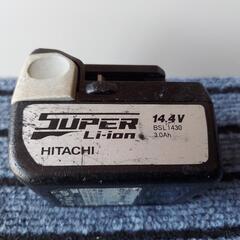 SUPER
Li-ion
14.4V
BSL1430
3.0Ah
HITACHI